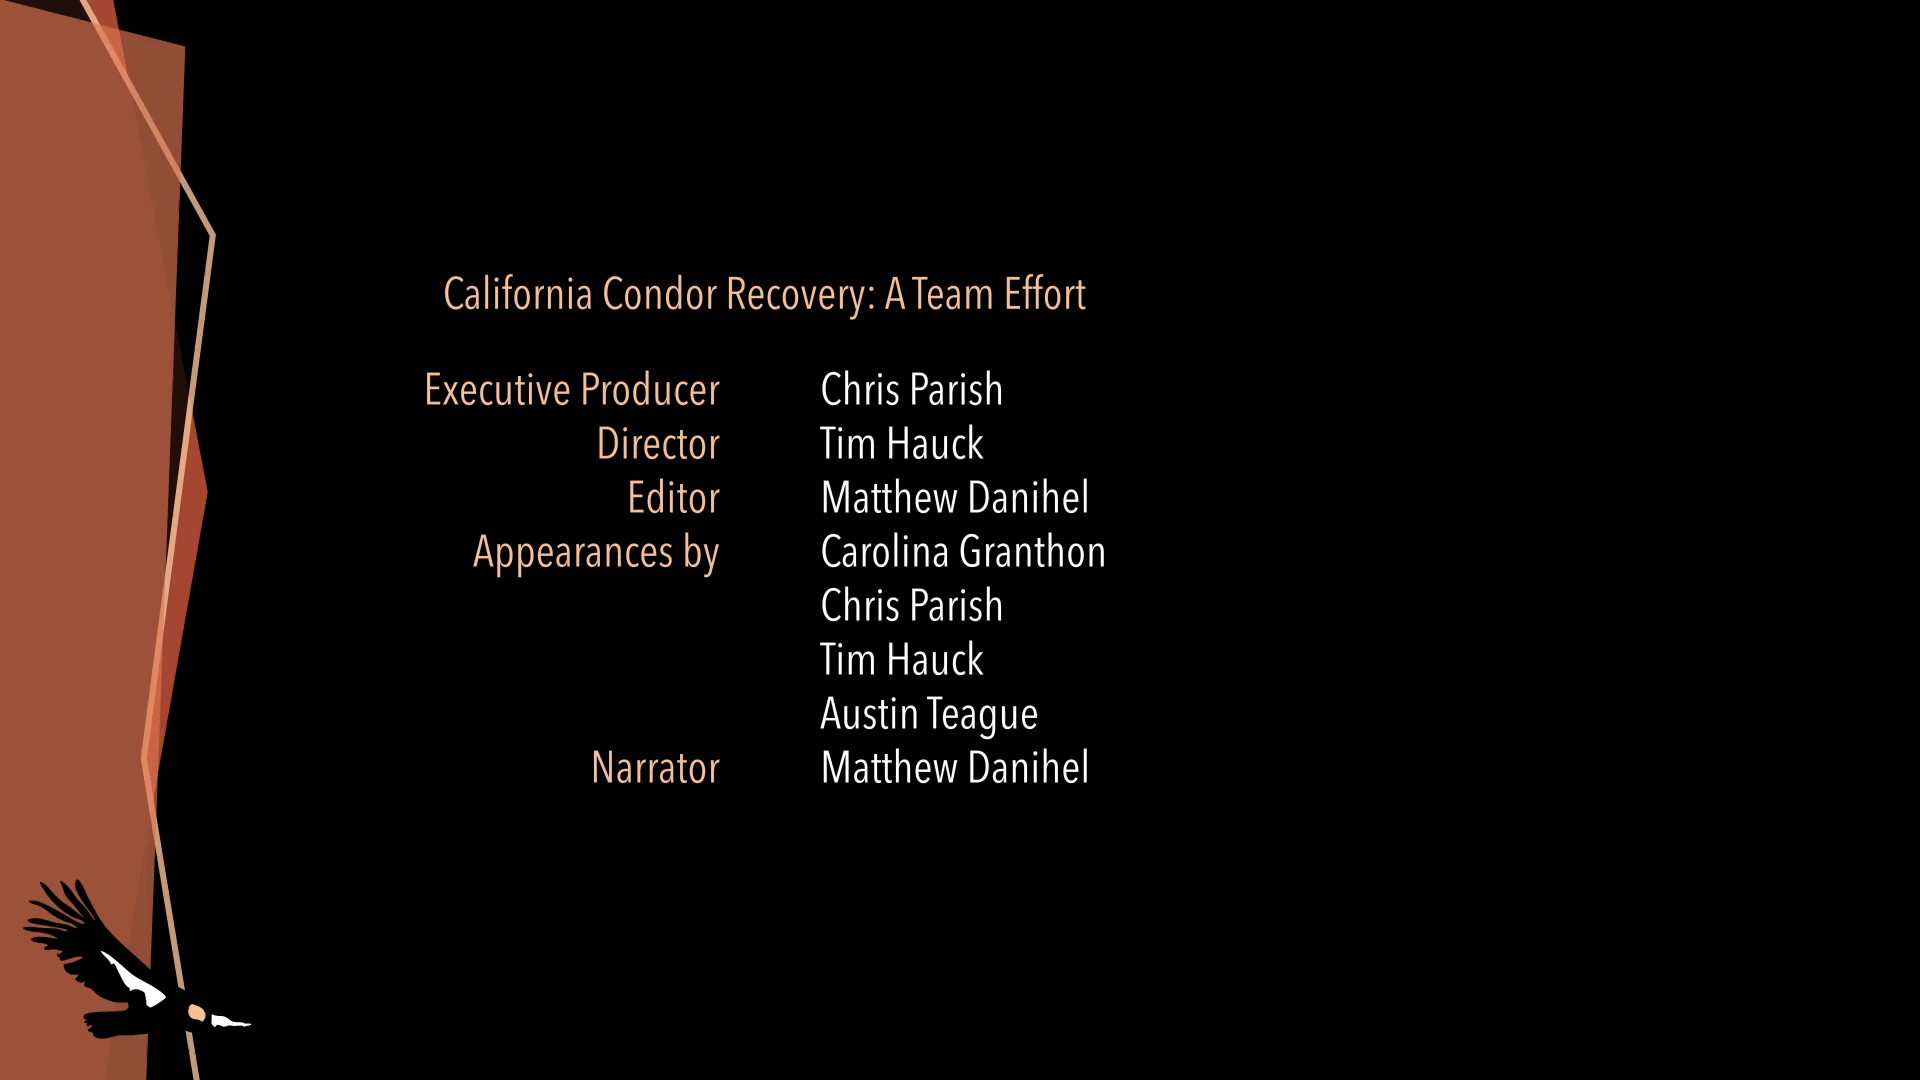 California Condor Recovery: A Team Effort
Executive Producer Chris Parish
Director Tim Hauck
Editor Matthew Danihel
Appearances by Carolina Granthon
Chris Parish
Tim Hauck
Austin Teague
Narrator Matthew Danihel